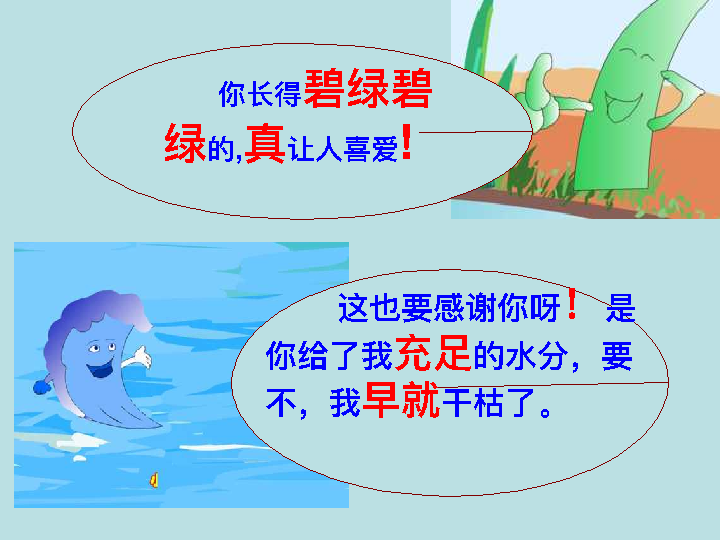 你长得碧绿碧
绿的,真让人喜爱!
这也要感谢你呀! 是
你给了我充足的水分，要
不，我早就干枯了。